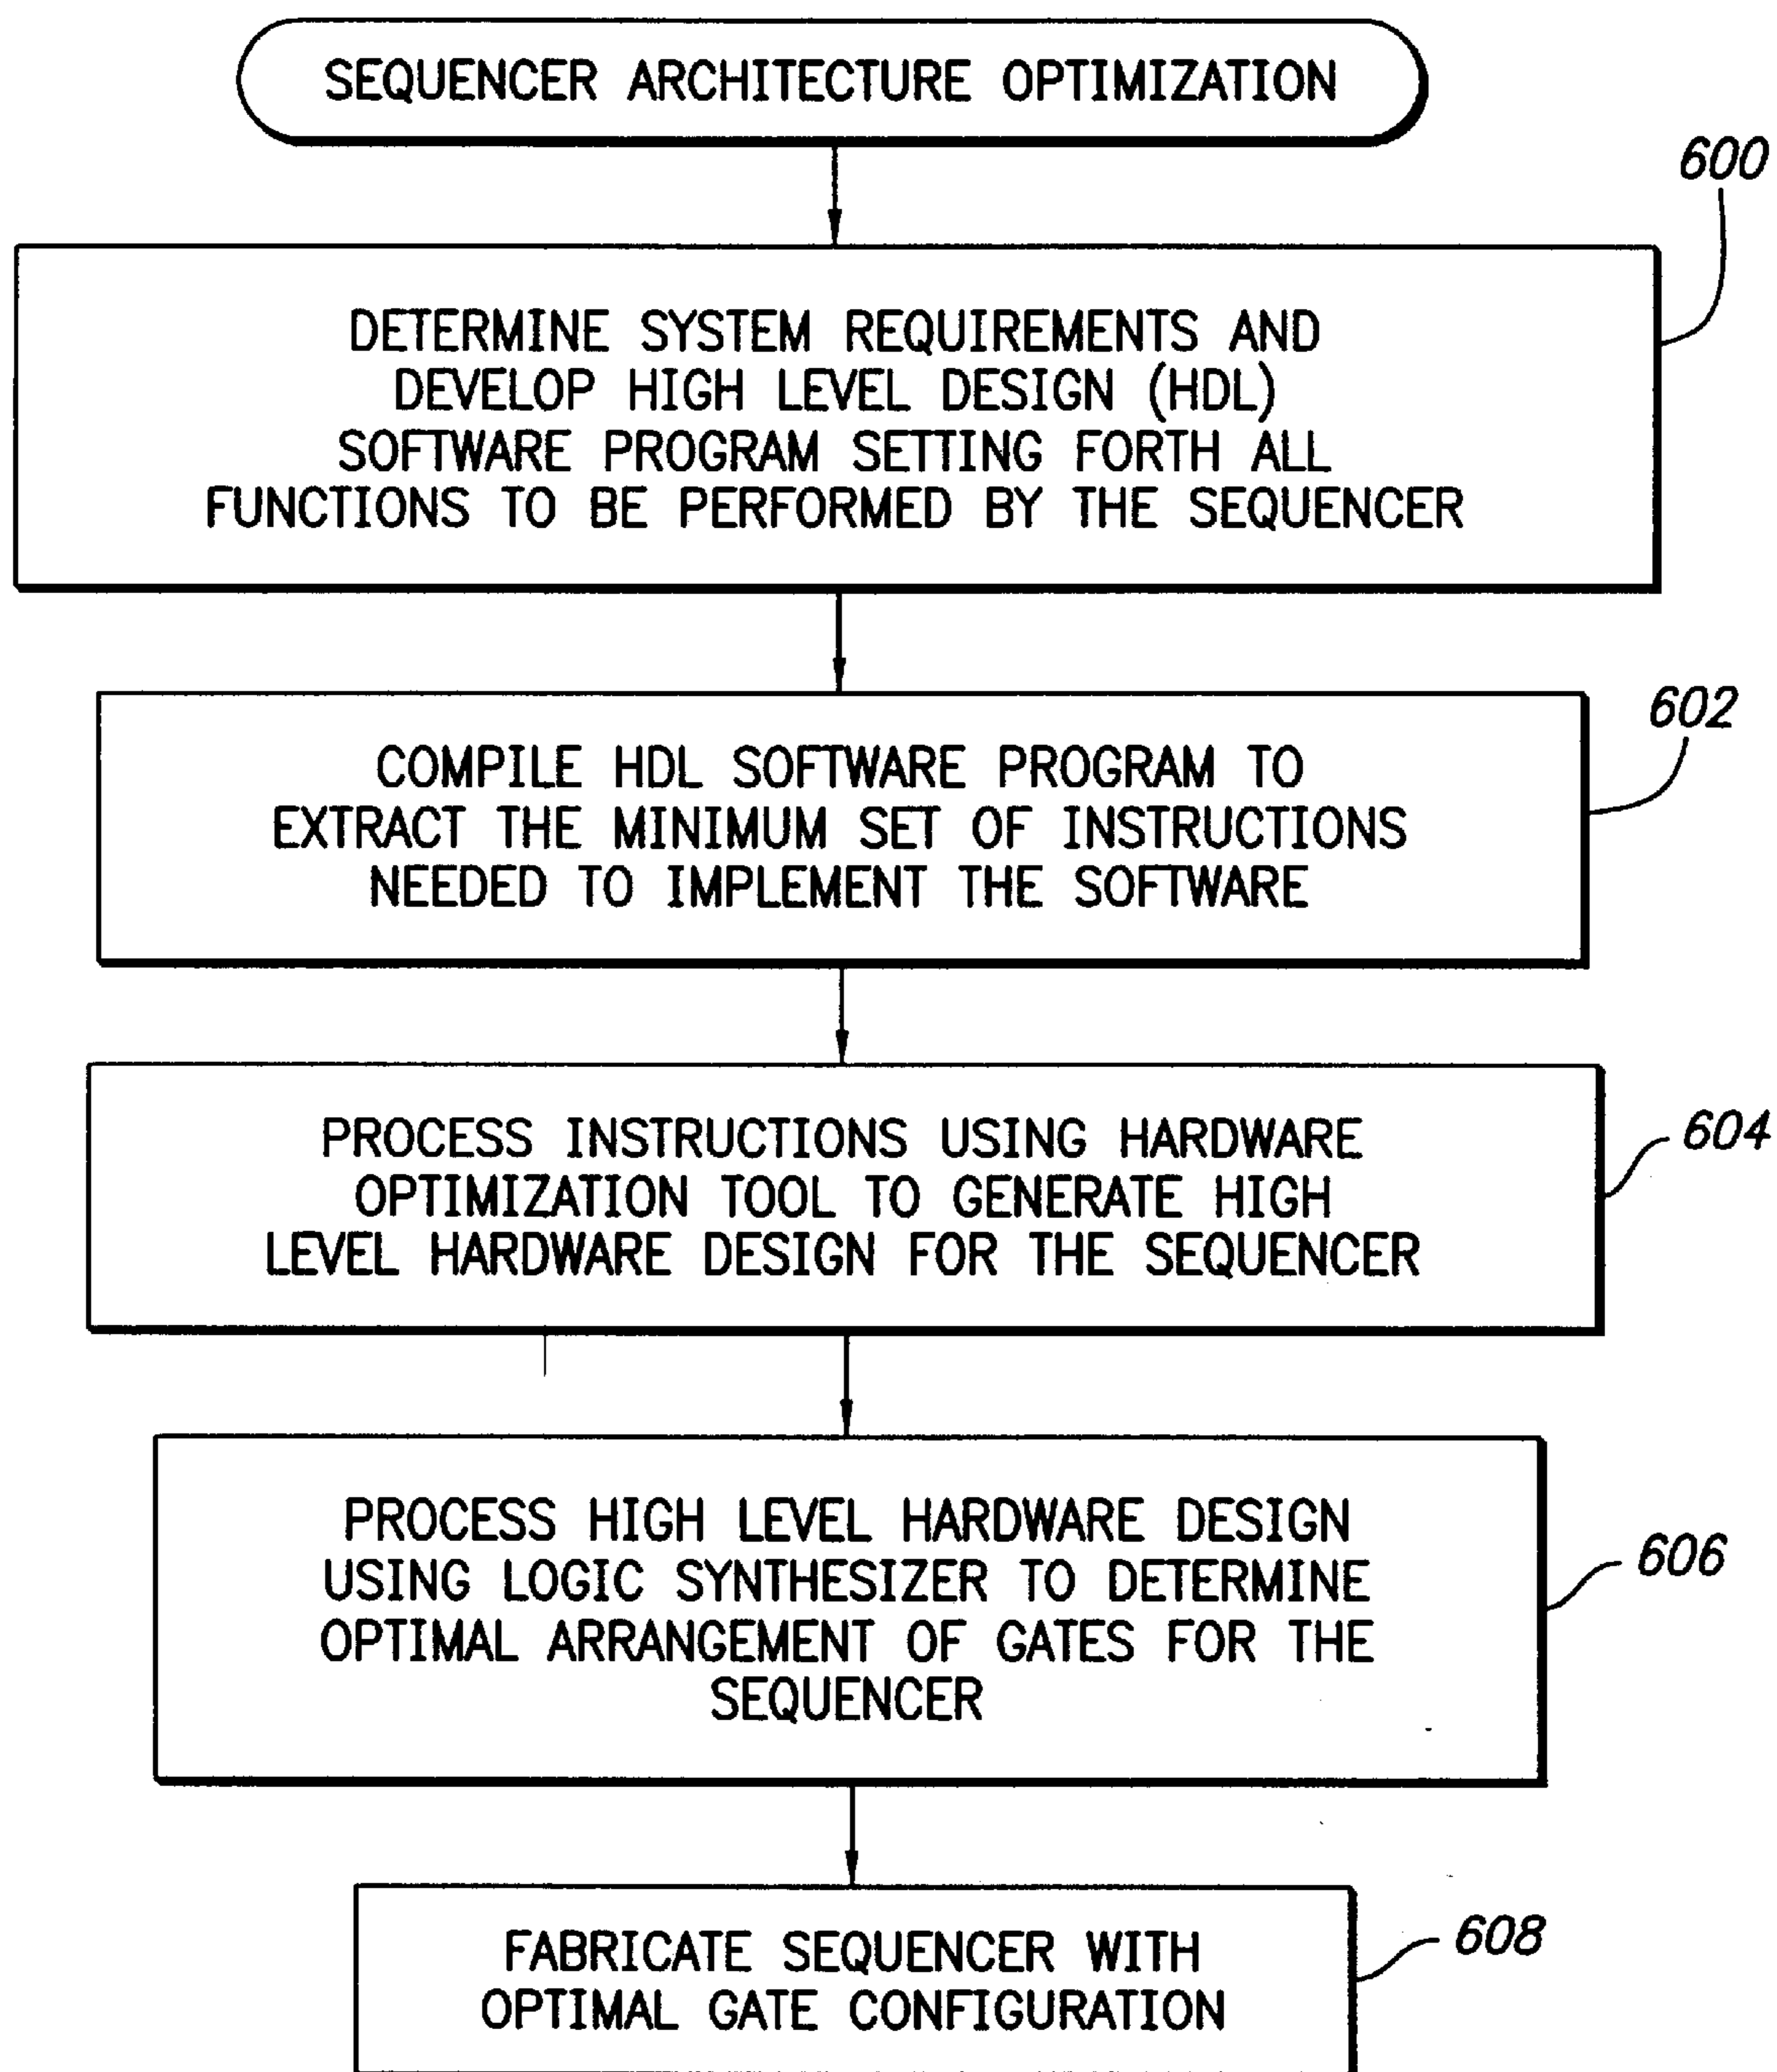 SEQUENCER ARCHITECTURE OPTIMIZATION
600
DETERMINE SYSTEM REQUIREMENTS AND
DEVELOP HIGH LEVEL DESIGN (HDL)
SOFTWARE PROGRAM SETTING FORTH ALL
FUNCTIONS TO BE PERFORMED BY THE SEQUENCER
602
COMPILE HDL SOFTWARE PROGRAM TO
EXTRACT THE MINIMUM SET OF INSTRUCTIONS
NEEDED TO IMPLEMENT THE SOFTWARE
604
PROCESS INSTRUCTIONS USING HARDWARE
OPTIMIZATION TOOL TO GENERATE HIGH
LEVEL HARDWARE DESIGN FOR THE SEQUENCER
606
PROCESS HIGH LEVEL HARDWARE DESIGN
USING LOGIC SYNTHESIZER TO DETERMINE
OPTIMAL ARRANGEMENT OF GATES FOR THE
SEQUENCER
608
FABRICATE SEQUENCER WITH
OPTIMAL GATE CONFIGURATION